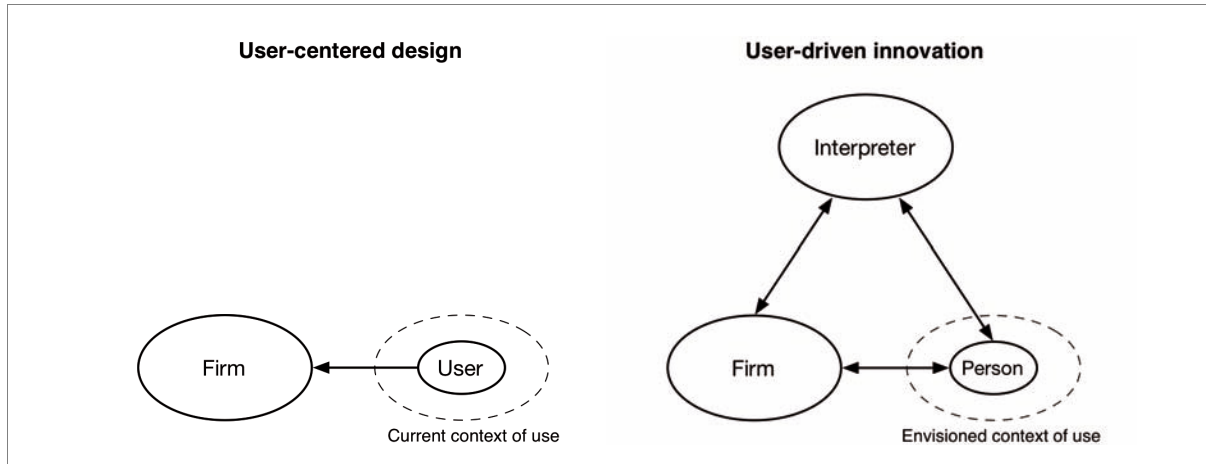 User-centered design
Firm
User
Current context of use
User-driven innovation
Interpreter
Firm
Person
Envisioned context of use